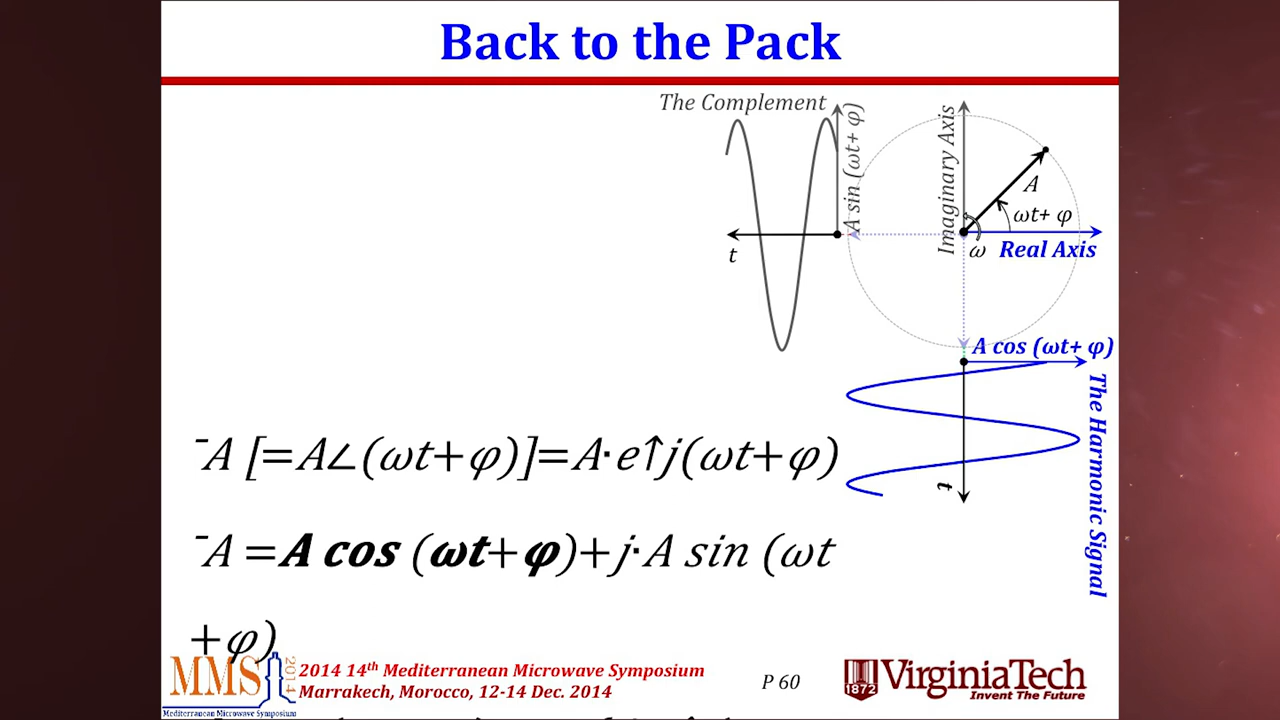 Back to the Pack
The Complement
A sin (ωt+ φ)
Imaginary Axis
A
ωt+ φ
ω
Real Axis
t
A cos (ωt+ φ)
The Harmonic Signal
t
¯A [=A∠(ωt+φ)]=A·e↑j(ωt+φ)
¯A =A cos (ωt+φ)+j·A sin (ωt
+φ)
MMS 2014
Mediterranean Microwave Symposium
2014 14th Mediterranean Microwave Symposium
Marrakech, Morocco, 12-14 Dec. 2014
P 60
1872
VirginiaTech
Invent the Future